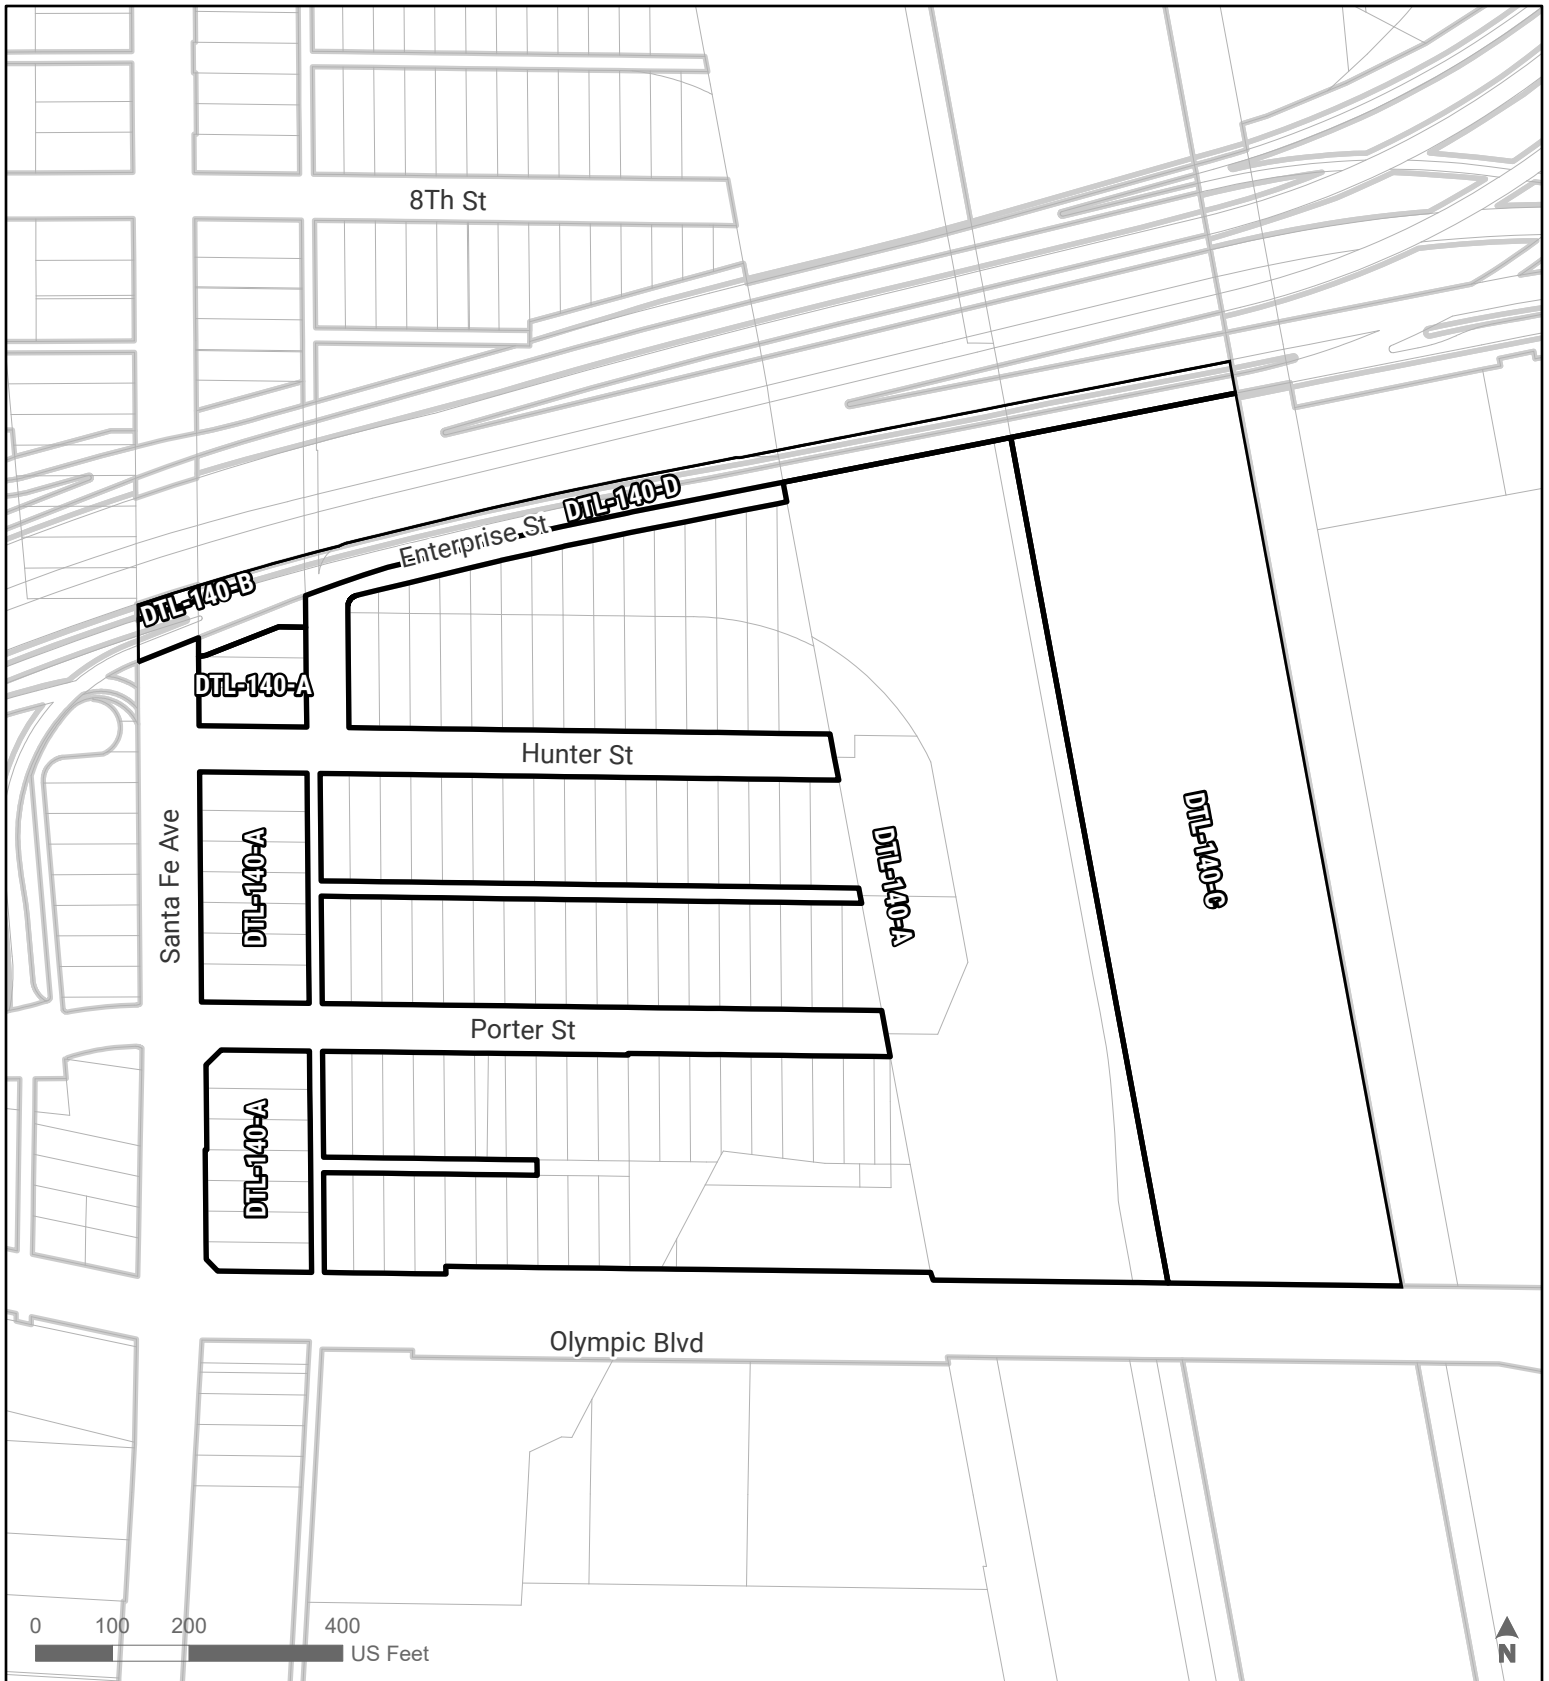 8Th St
DTL-140-D
Enterprise St
DTL-140-B
DTL-140-A
Hunter St
Santa Fe Ave
DTL-140-A
DTL-140-A
DTL-140-C
Porter St
DTL-140-A
Olympic Blvd
0 100 200 400
US Feet
N